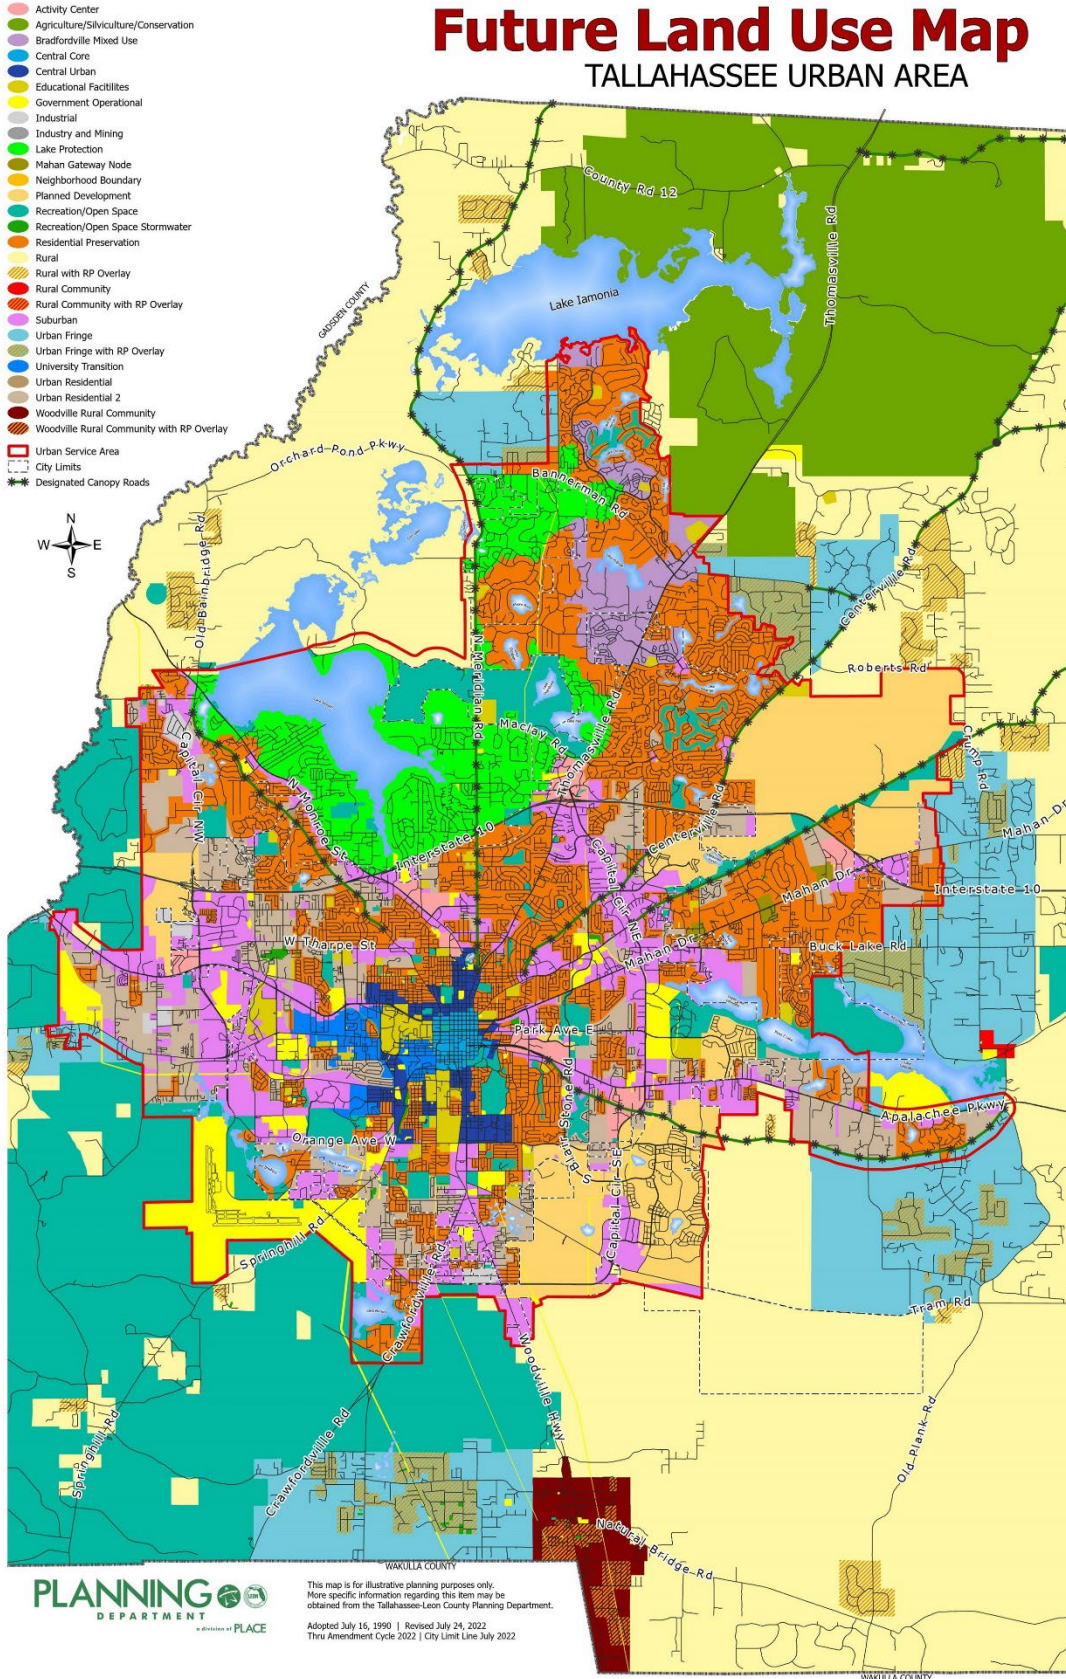 Future Land Use Map
TALLAHASSEE URBAN AREA
Activity Center
Agriculture/Silviculture/Conservation
Bradfordville Mixed Use
Central Core
Central Urban
Educational Facitilites
Government Operational
Industrial
Industry and Mining
Lake Protection
Mahan Gateway Node
Neighborhood Boundary
Planned Development
Recreation/Open Space
Recreation/Open Space Stormwater
Residential Preservation
Rural
Rural with RP Overlay
Rural Community
Rural Community with RP Overlay
Suburban
Urban Fringe
Urban Fringe with RP Overlay
University Transition
Urban Residential
Urban Residential 2
Woodville Rural Community
Woodville Rural Community with RP Overlay
Urban Service Area
City Limits
Designated Canopy Roads
N
W E
S
County Rd 12
Thomasville Rd
Lake Iamonia
GADSDEN COUNTY
Orchard Pond Pkwy
Bannerman Rd
Old Bainbridge Rd
Centerville Rd
N Meridian Rd
Roberts Rd
Maclay Rd
Thomasville Rd
Capital Cir NW
N Monroe St
Crump Rd
Interstate 10
Centerville Rd
Capital Cir NE
Mahan Dr
Mahan Dr
Interstate 10
W Tharpe St
Mahan Dr
Buck Lake Rd
Park Ave E
Blair Stone Rd
Apalachee Pkwy
Orange Ave W
S
Capital Cir SE
Springhill Rd
Crawfordville Rd
Tram Rd
Woodville Hwy
Springhill Rd
Crawfordville Rd
Old Plank Rd
Natural Bridge Rd
WAKULLA COUNTY
WAKULLA COUNTY
PLANNING
DEPARTMENT
a division of PLACE
This map is for illustrative planning purposes only.
More specific information regarding this item may be
obtained from the Tallahassee-Leon County Planning Department.
Adopted July 16, 1990 | Revised July 24, 2022
Thru Amendment Cycle 2022 | City Limit Line July 2022